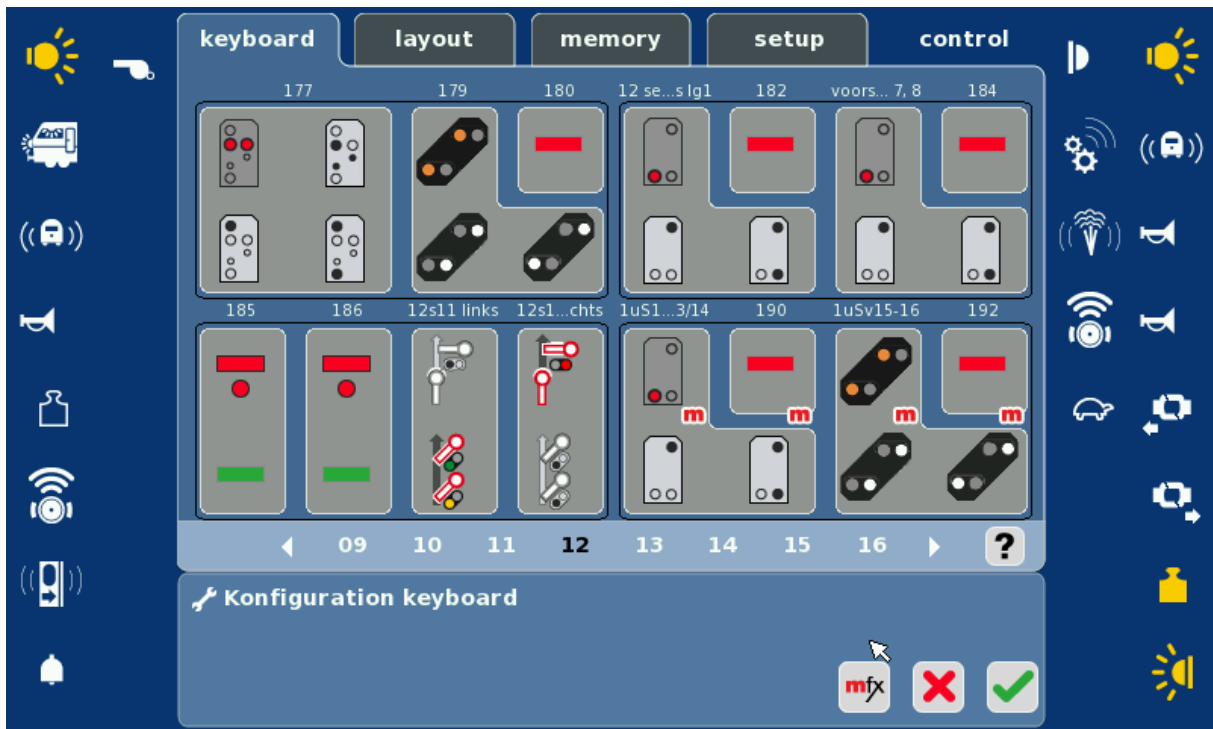 keyboard layout memory setup control
177 179 180 12 se...s lg1 182 voors... 7, 8 184
185 186 12s11 links 12s1...chts 1uS1...3/14 190 1uSv15-16 192
m m m m
09 10 11 12 13 14 15 16 ?
Konfiguration keyboard
mfx